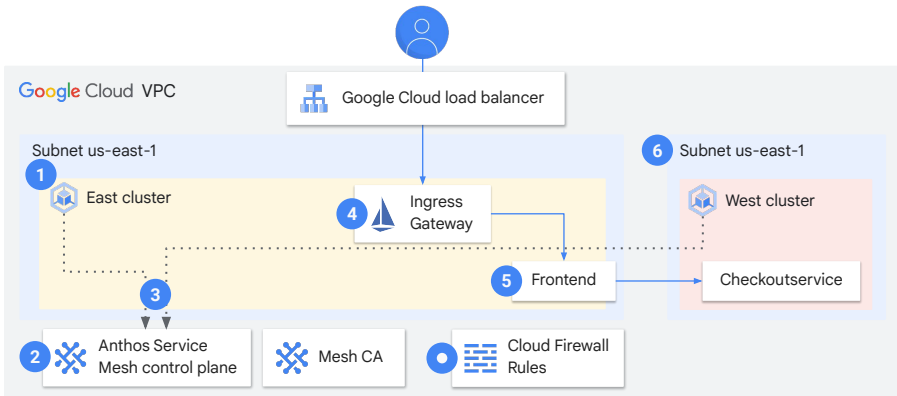 Google Cloud VPC
Google Cloud load balancer
Subnet us-east-1
1
East cluster
4
Ingress
Gateway
5
Frontend
3
6
Subnet us-east-1
West cluster
Checkoutservice
2
Anthos Service
Mesh control plane
Mesh CA
Cloud Firewall
Rules